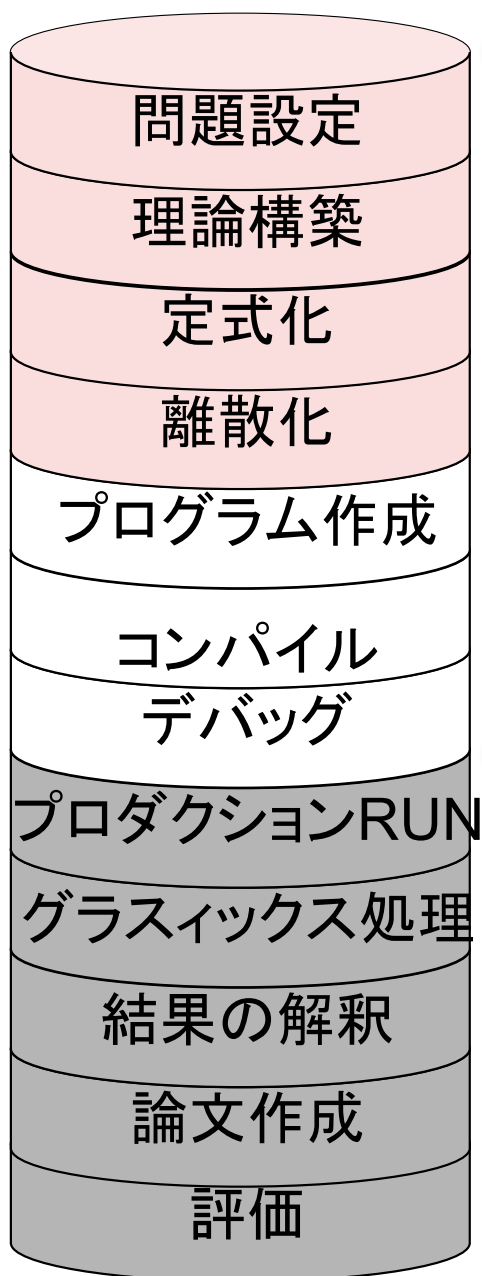 問題設定
理論構築
定式化
離散化
プログラム作成
コンパイル
デバッグ
プロダクションRUN
グラスィックス処理
結果の解釈
論文作成
評価